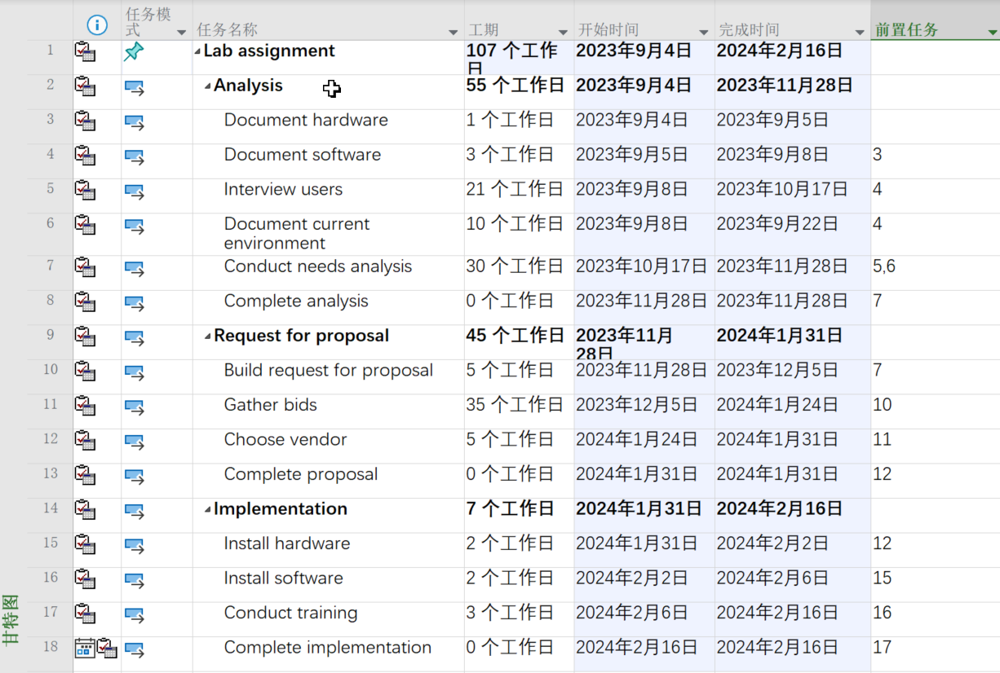 任务模式 任务名称 工期 开始时间 完成时间 前置任务
1 Lab assignment 107 个工作日 2023年9月4日 2024年2月16日
2 Analysis 55 个工作日 2023年9月4日 2023年11月28日
3 Document hardware 1 个工作日 2023年9月4日 2023年9月5日
4 Document software 3 个工作日 2023年9月5日 2023年9月8日 3
5 Interview users 21 个工作日 2023年9月8日 2023年10月17日 4
6 Document current environment 10 个工作日 2023年9月8日 2023年9月22日 4
7 Conduct needs analysis 30 个工作日 2023年10月17日 2023年11月28日 5,6
8 Complete analysis 0 个工作日 2023年11月28日 2023年11月28日 7
9 Request for proposal 45 个工作日 2023年11月28日 2024年1月31日
10 Build request for proposal 5 个工作日 2023年11月28日 2023年12月5日 7
11 Gather bids 35 个工作日 2023年12月5日 2024年1月24日 10
12 Choose vendor 5 个工作日 2024年1月24日 2024年1月31日 11
13 Complete proposal 0 个工作日 2024年1月31日 2024年1月31日 12
14 Implementation 7 个工作日 2024年1月31日 2024年2月16日
15 Install hardware 2 个工作日 2024年1月31日 2024年2月2日 12
16 Install software 2 个工作日 2024年2月2日 2024年2月6日 15
17 Conduct training 3 个工作日 2024年2月6日 2024年2月16日 16
18 Complete implementation 0 个工作日 2024年2月16日 2024年2月16日 17
甘特图